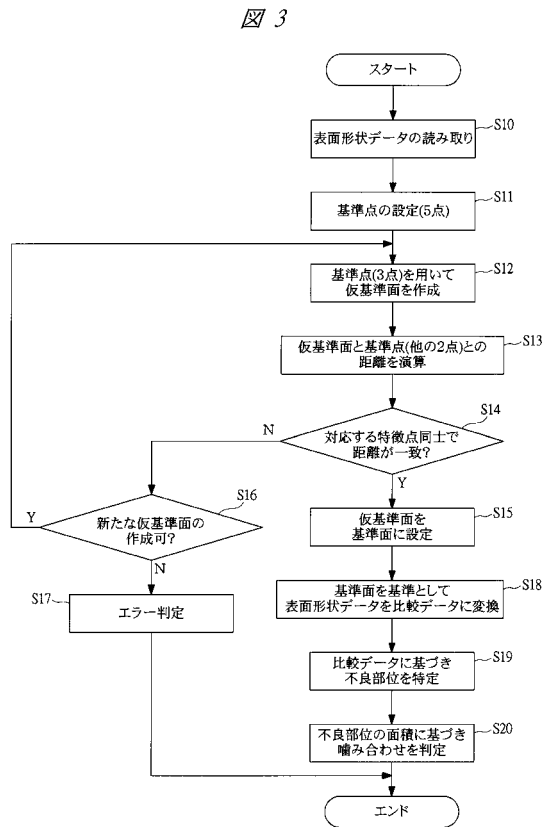 図 3
スタート
表面形状データの読み取り
S10
基準点の設定(5点)
S11
基準点(3点)を用いて
仮基準面を作成
S12
仮基準面と基準点(他の2点)との
距離を演算
S13
対応する特徴点同士で
距離が一致?
S14
N
Y
新たな仮基準面の
作成可?
S16
Y
N
仮基準面を
基準面に設定
S15
エラー判定
S17
基準面を基準として
表面形状データを比較データに変換
S18
比較データに基づき
不良部位を特定
S19
不良部位の面積に基づき
噛み合わせを判定
S20
エンド